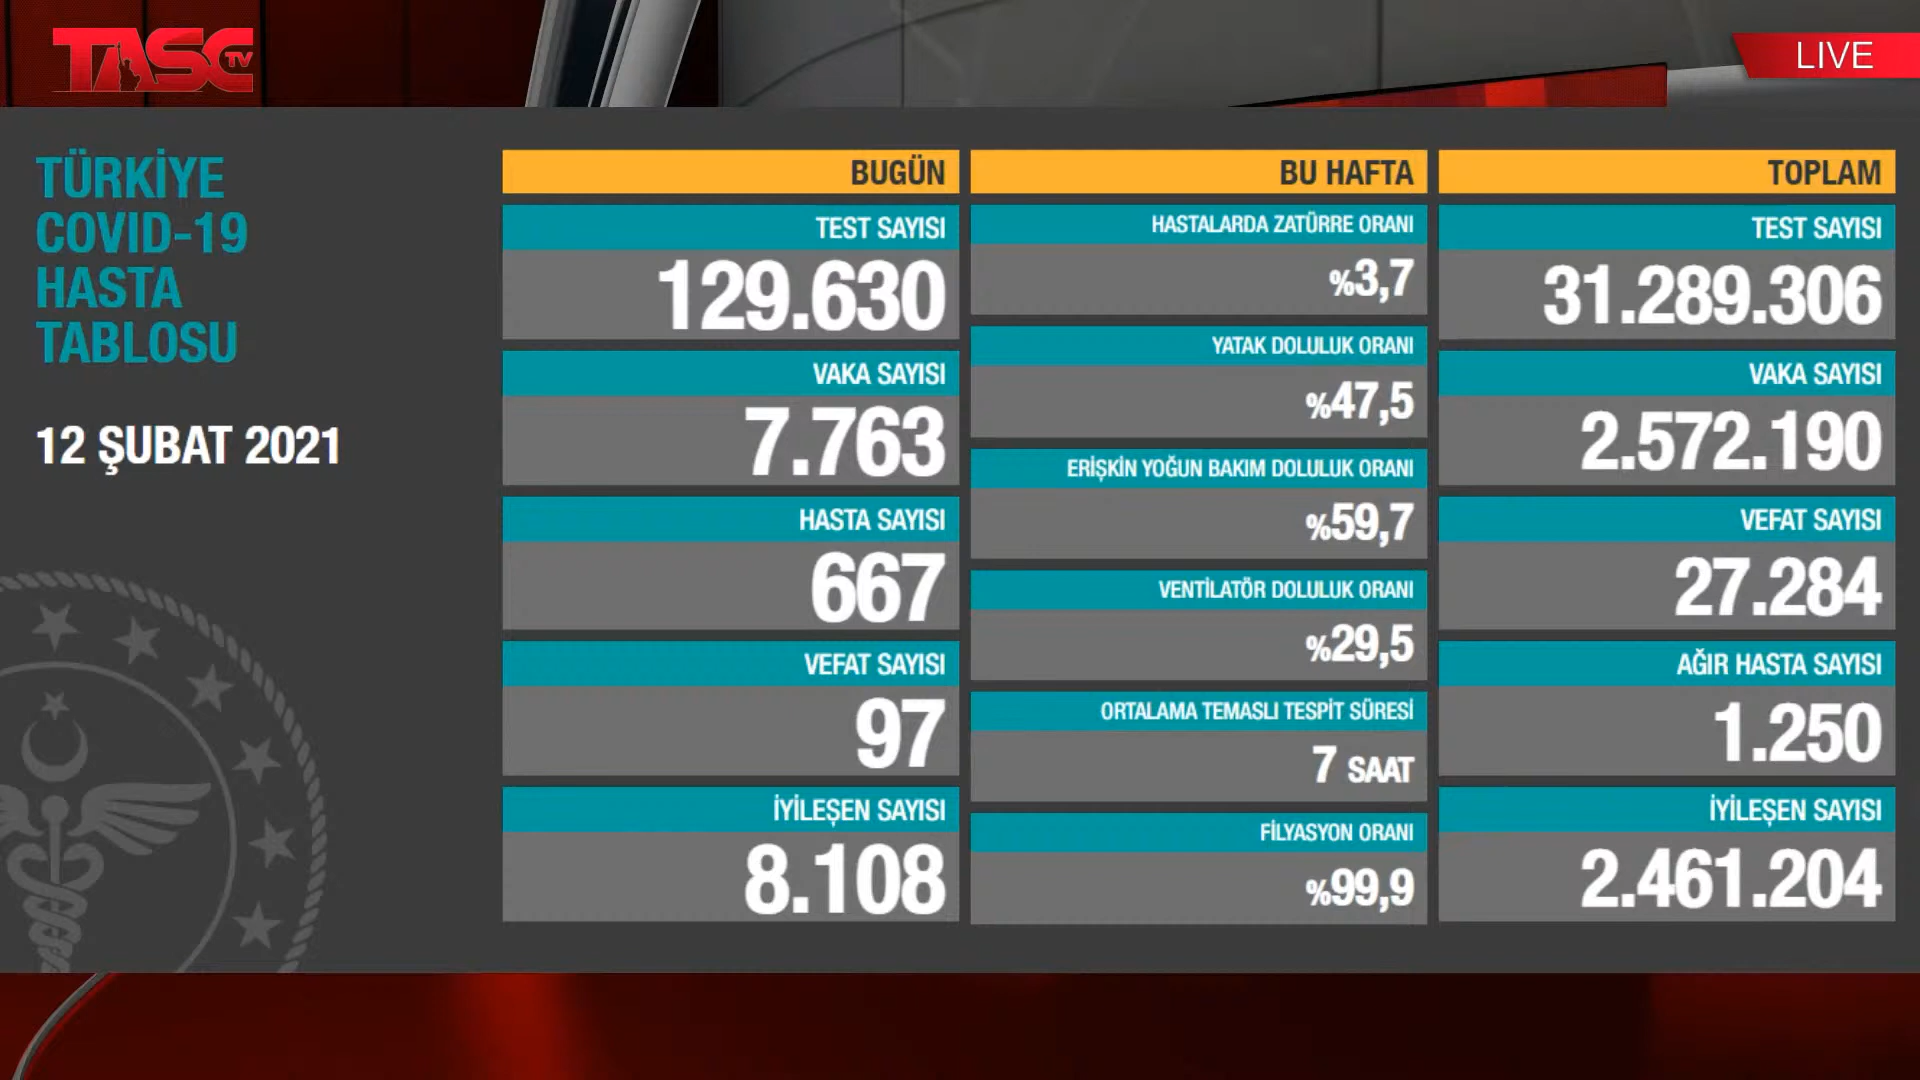 TASC TV
LIVE
TÜRKİYE
COVID-19
HASTA
TABLOSU
12 ŞUBAT 2021
BUGÜN
TEST SAYISI
129.630
VAKA SAYISI
7.763
HASTA SAYISI
667
VEFAT SAYISI
97
İYİLEŞEN SAYISI
8.108
BU HAFTA
HASTALARDA ZATÜRRE ORANI
%3,7
YATAK DOLULUK ORANI
%47,5
ERİŞKİN YOĞUN BAKIM DOLULUK ORANI
%59,7
VENTİLATÖR DOLULUK ORANI
%29,5
ORTALAMA TEMASLI TESPİT SÜRESİ
7 SAAT
FİLYASYON ORANI
%99,9
TOPLAM
TEST SAYISI
31.289.306
VAKA SAYISI
2.572.190
VEFAT SAYISI
27.284
AĞIR HASTA SAYISI
1.250
İYİLEŞEN SAYISI
2.461.204